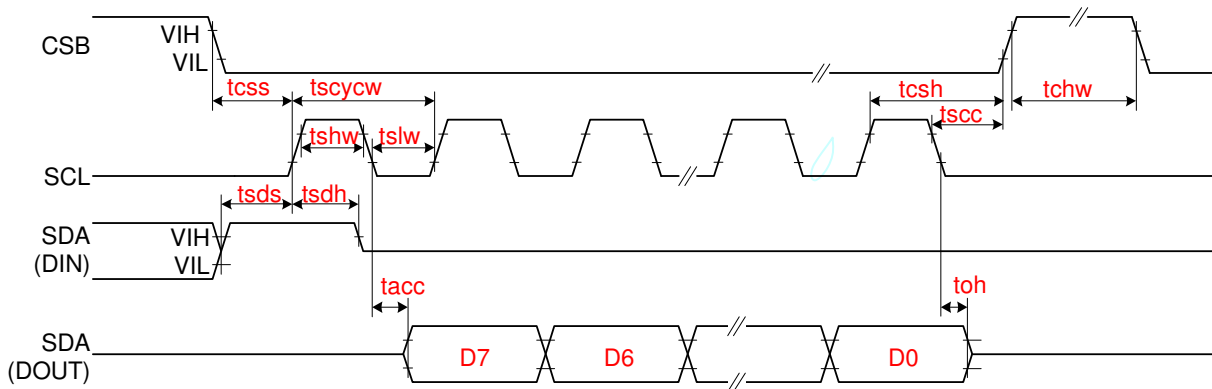 CSB
VIH
VIL
tcss
tscycw
tcsh
tchw
tscc
tshw
tslw
SCL
tsds
tsdh
SDA
(DIN)
VIH
VIL
tacc
toh
SDA
(DOUT)
D7
D6
D0